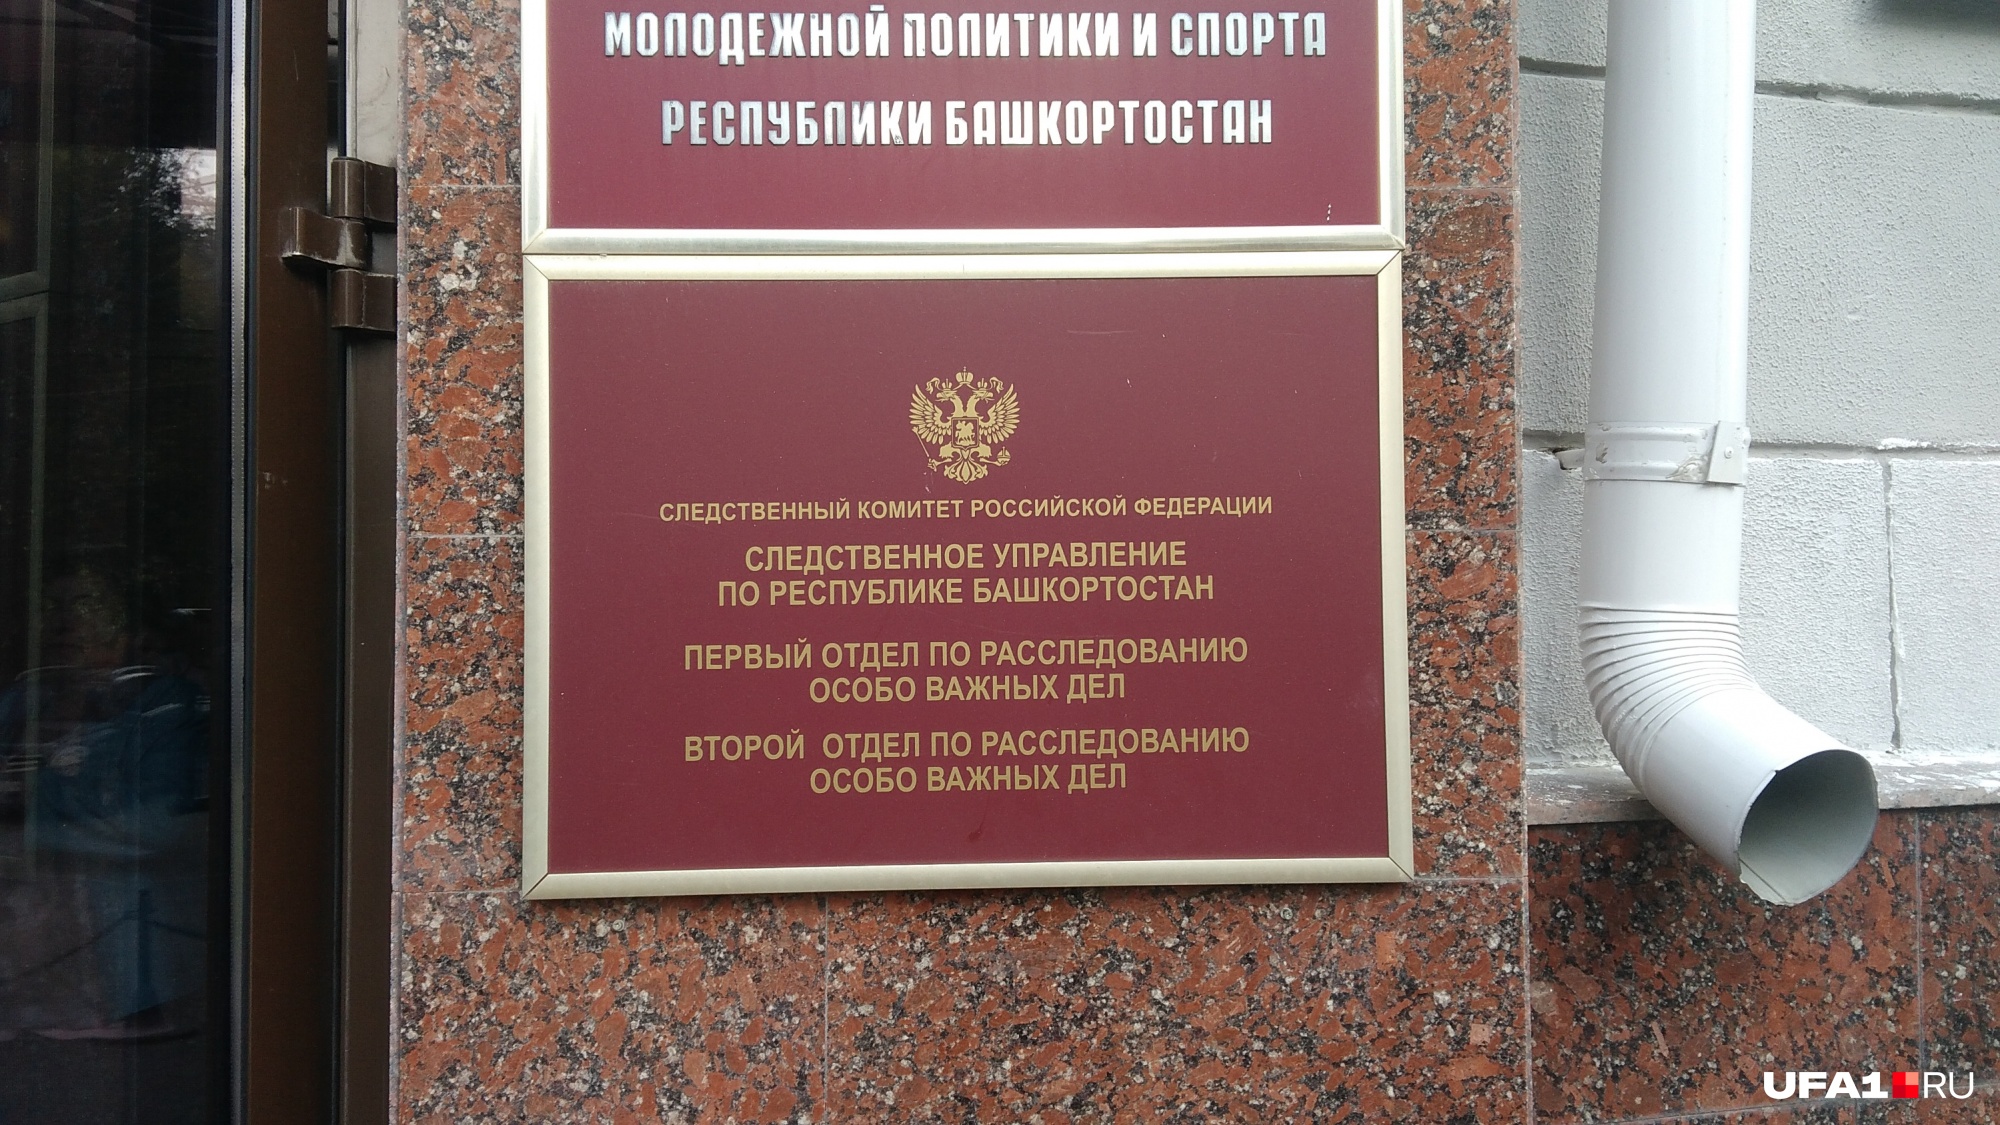 МОЛОДЕЖНОЙ ПОЛИТИКИ И СПОРТА
РЕСПУБЛИКИ БАШКОРТОСТАН
СЛЕДСТВЕННЫЙ КОМИТЕТ РОССИЙСКОЙ ФЕДЕРАЦИИ
СЛЕДСТВЕННОЕ УПРАВЛЕНИЕ
ПО РЕСПУБЛИКЕ БАШКОРТОСТАН
ПЕРВЫЙ ОТДЕЛ ПО РАССЛЕДОВАНИЮ
ОСОБО ВАЖНЫХ ДЕЛ
ВТОРОЙ ОТДЕЛ ПО РАССЛЕДОВАНИЮ
ОСОБО ВАЖНЫХ ДЕЛ
UFA1.RU